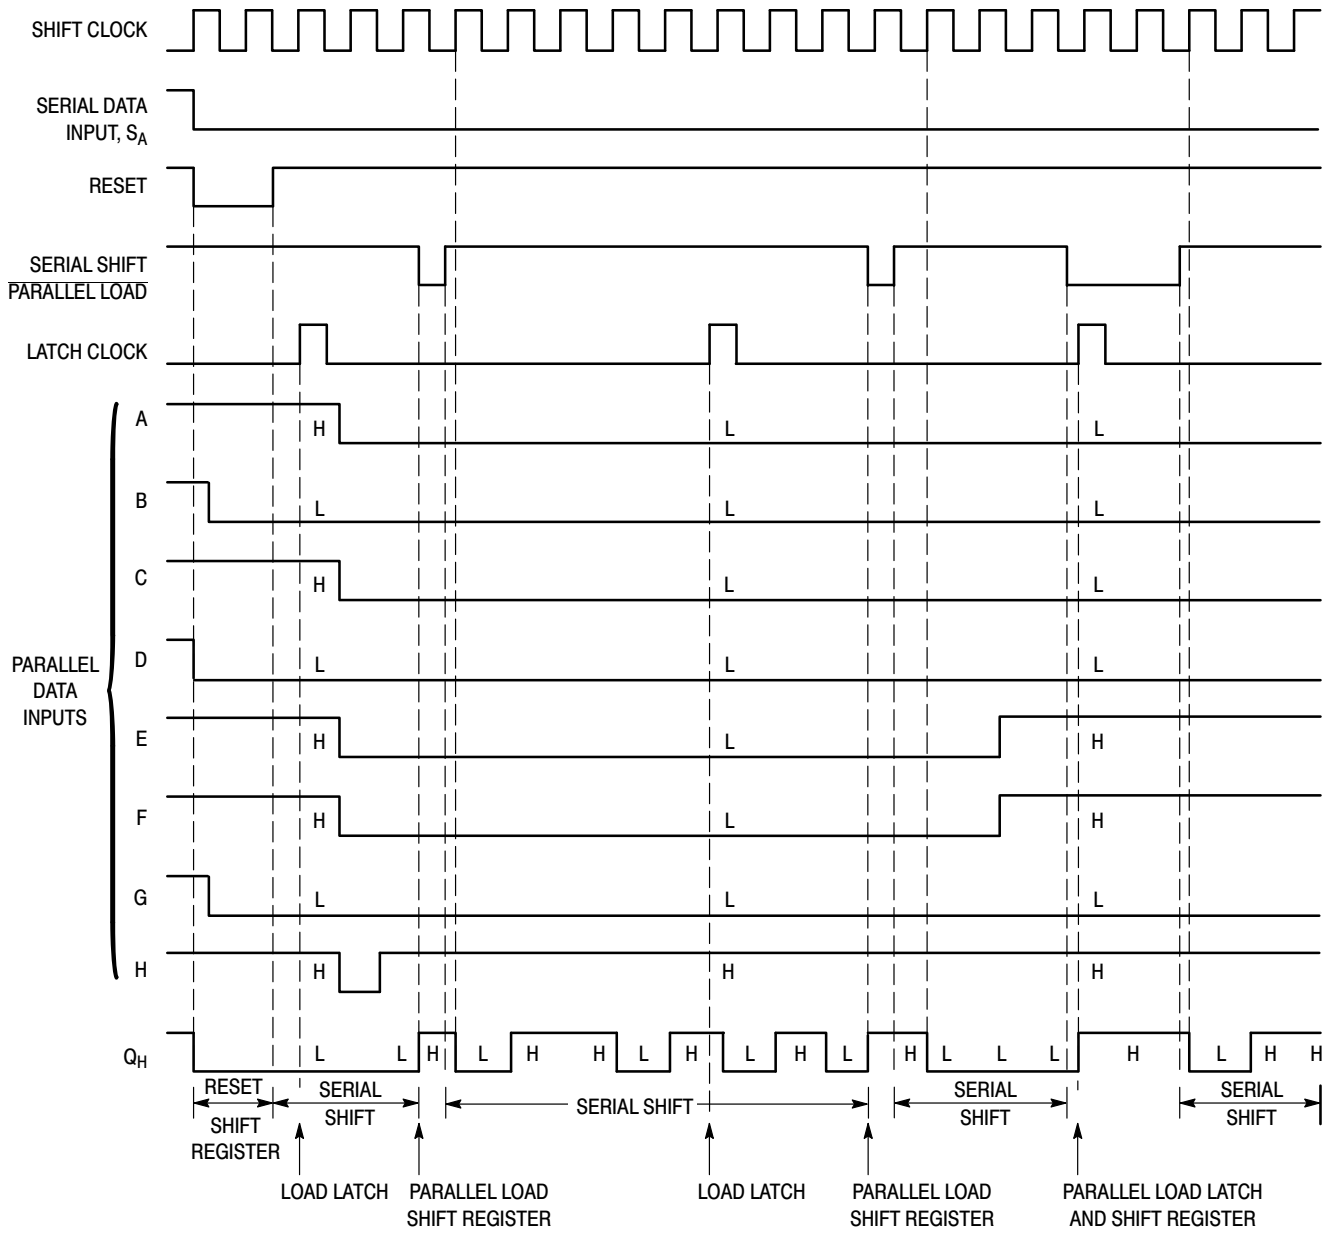 SHIFT CLOCK
SERIAL DATA
INPUT, SA
RESET
SERIAL SHIFT
PARALLEL LOAD
LATCH CLOCK
A
H L L
B
L L L
C
H L L
D
L L L
PARALLEL
DATA
INPUTS
E
H L H
F
H L H
G
L L L
H
H H H
QH
L L H L H H L H L H L H L L L H L H H
RESET
SHIFT
REGISTER
SERIAL
SHIFT
SERIAL SHIFT
SERIAL
SHIFT
SERIAL
SHIFT
LOAD LATCH
PARALLEL LOAD
SHIFT REGISTER
LOAD LATCH
PARALLEL LOAD
SHIFT REGISTER
PARALLEL LOAD LATCH
AND SHIFT REGISTER